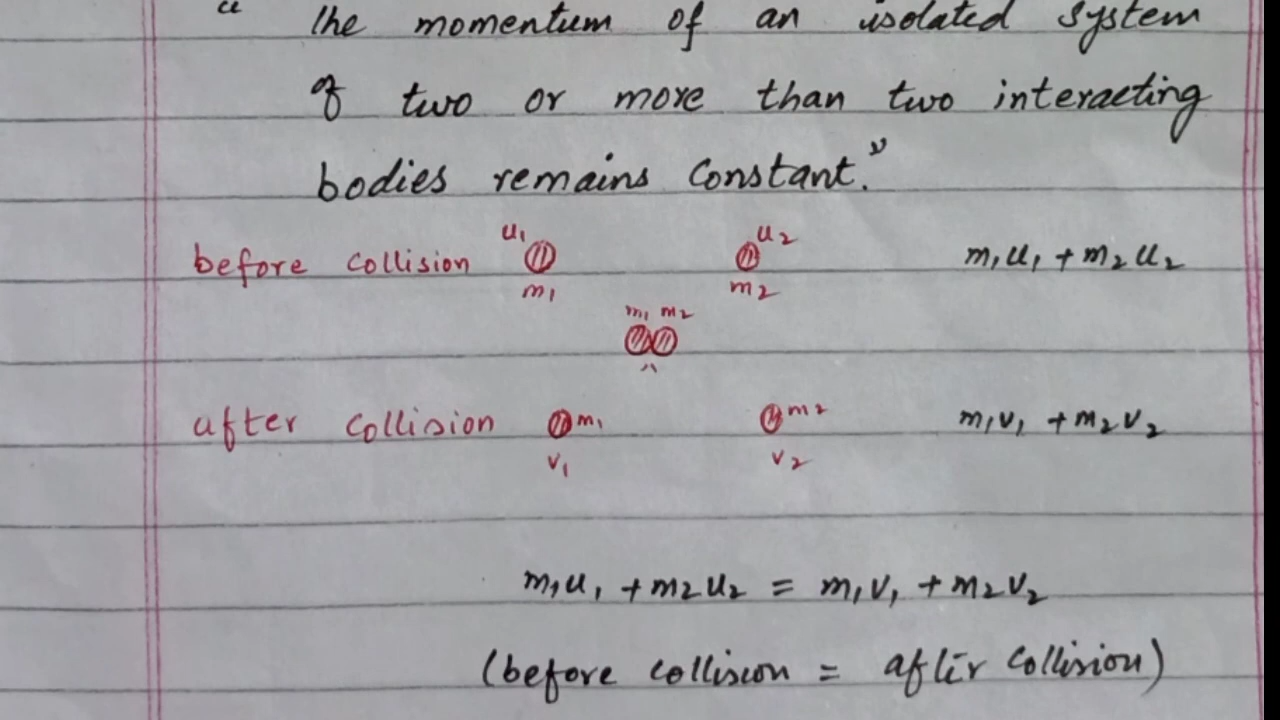 “ The momentum of an isolated system
of two or more than two interacting
bodies remains constant.”
before collision u₁ u₂ m₁u₁ + m₂u₂
m₁ m₂
m₁ m₂
after collision m₁ m₂ m₁v₁ + m₂v₂
v₁ v₂
m₁u₁ + m₂u₂ = m₁v₁ + m₂v₂
(before collision = after collision)